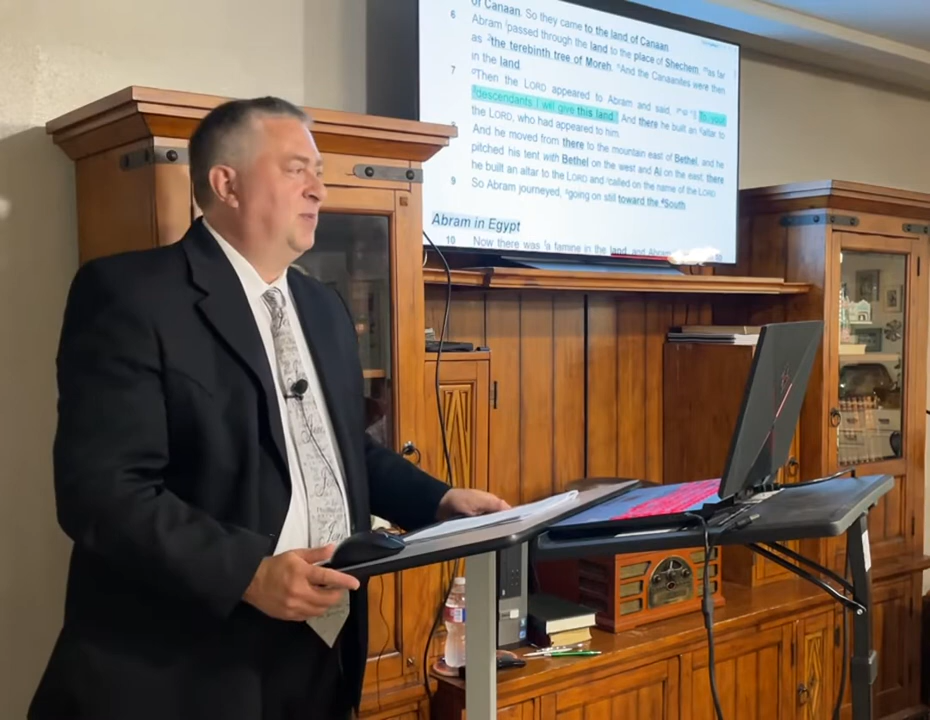 of Canaan. So they came to the land of Canaan
6 Abram passed through the land to the place of Shechem, as far
as the terebinth tree of Moreh. And the Canaanites were then
in the land
7 Then the LORD appeared to Abram and said,
descendants I will give this land And there he built an altar to
the LORD, who had appeared to him.
And he moved from there to the mountain east of Bethel, and he
pitched his tent with Bethel on the west and Ai on the east; there
he built an altar to the LORD and called on the name of the LORD
9 So Abram journeyed, going on still toward the South
Abram in Egypt
10 Now there was a famine in the land, and Abram